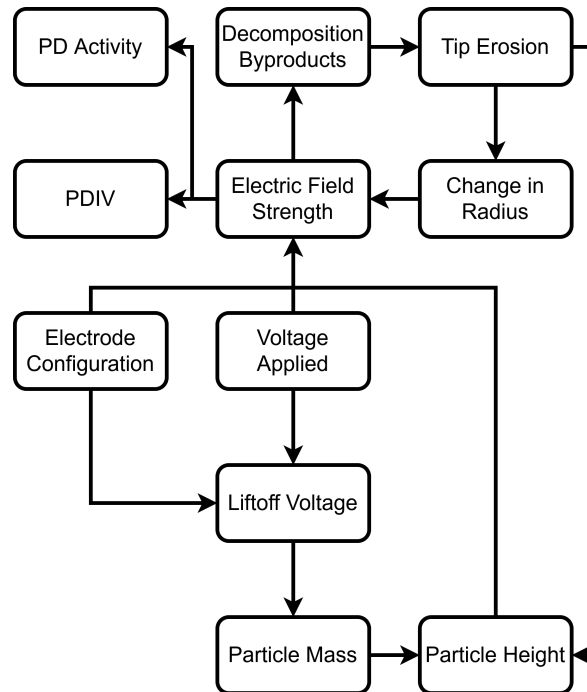 PD Activity
Decomposition
Byproducts
Tip Erosion
PDIV
Electric Field
Strength
Change in
Radius
Electrode
Configuration
Voltage
Applied
Liftoff Voltage
Particle Mass
Particle Height